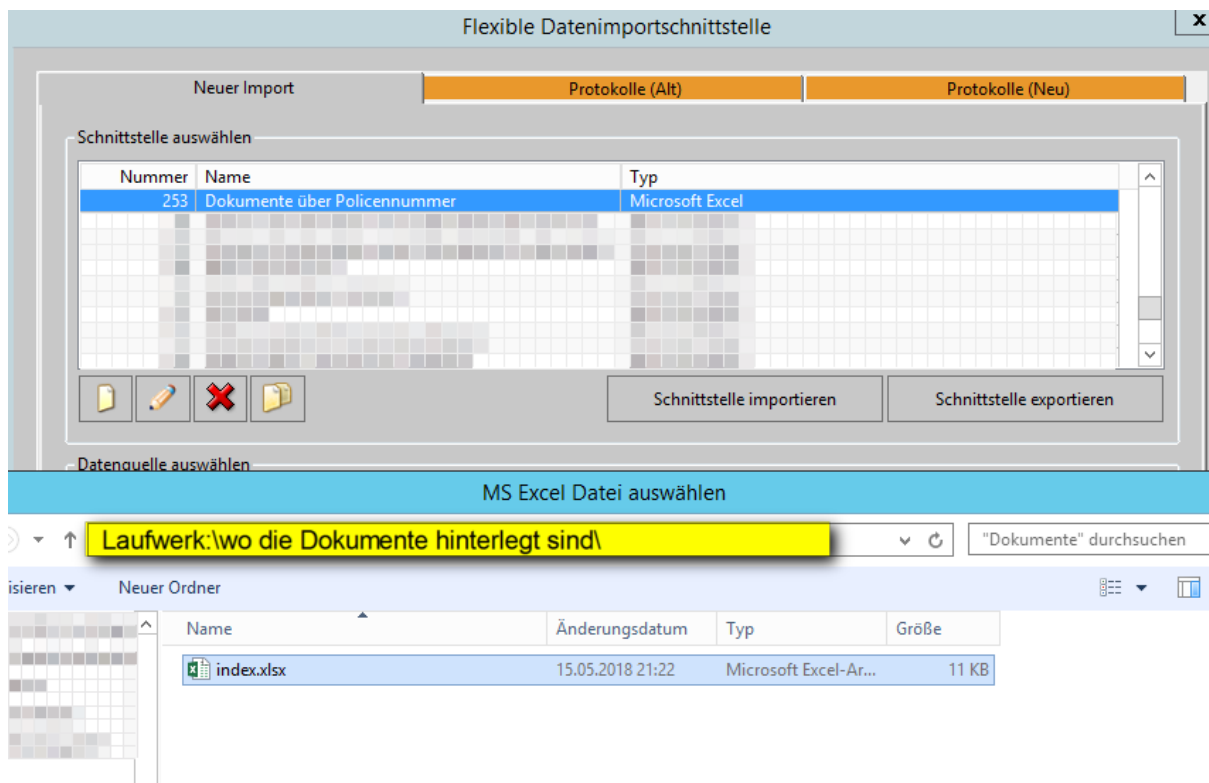 Flexible Datenimportschnittstelle
x
Neuer Import
Protokolle (Alt)
Protokolle (Neu)
Schnittstelle auswählen
Nummer Name Typ
253 Dokumente über Policennummer Microsoft Excel
Schnittstelle importieren
Schnittstelle exportieren
Datenquelle auswählen
MS Excel Datei auswählen
Laufwerk:\wo die Dokumente hinterlegt sind\
"Dokumente" durchsuchen
isieren
Neuer Ordner
Name Änderungsdatum Typ Größe
index.xlsx 15.05.2018 21:22 Microsoft Excel-Ar... 11 KB